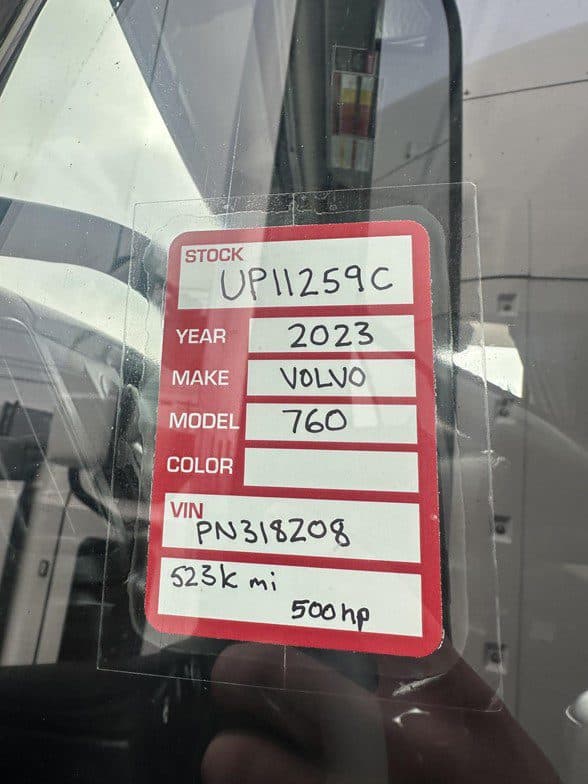 STOCK
UP11259C
YEAR 2023
MAKE VOLVO
MODEL 760
COLOR
VIN
PN318208
523k mi
500hp